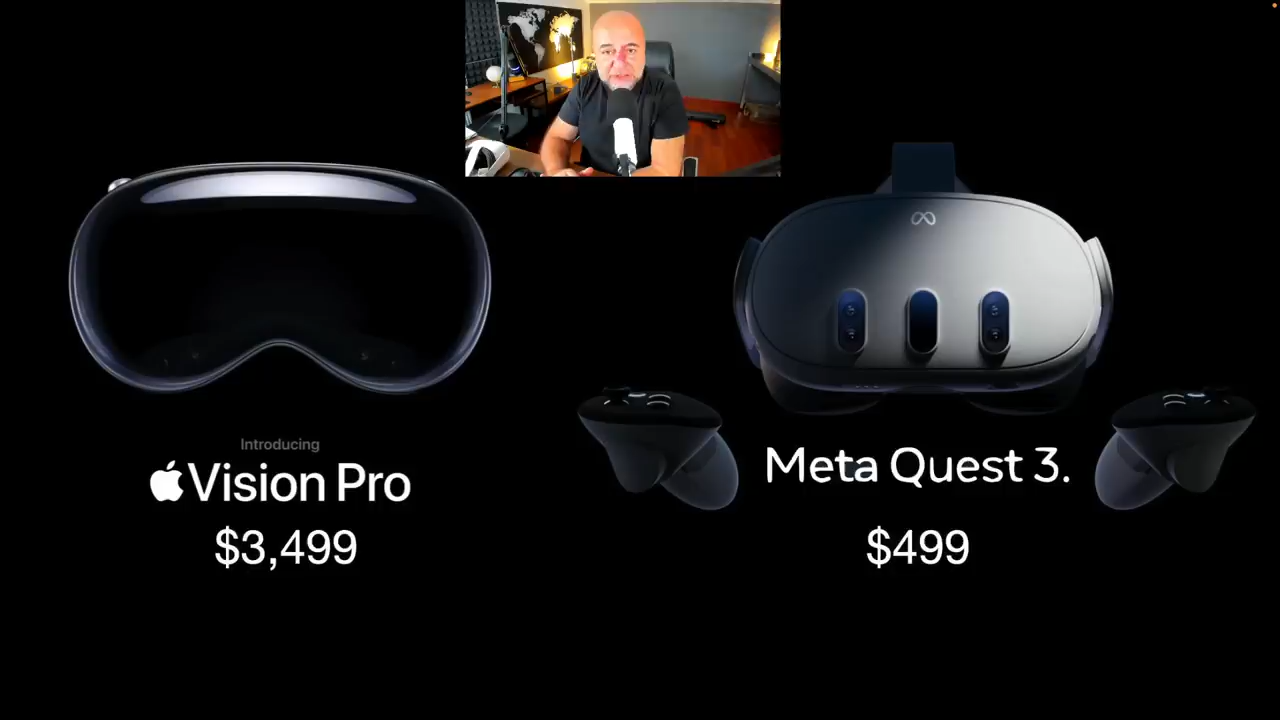 Introducing
Vision Pro
$3,499
Meta Quest 3.
$499